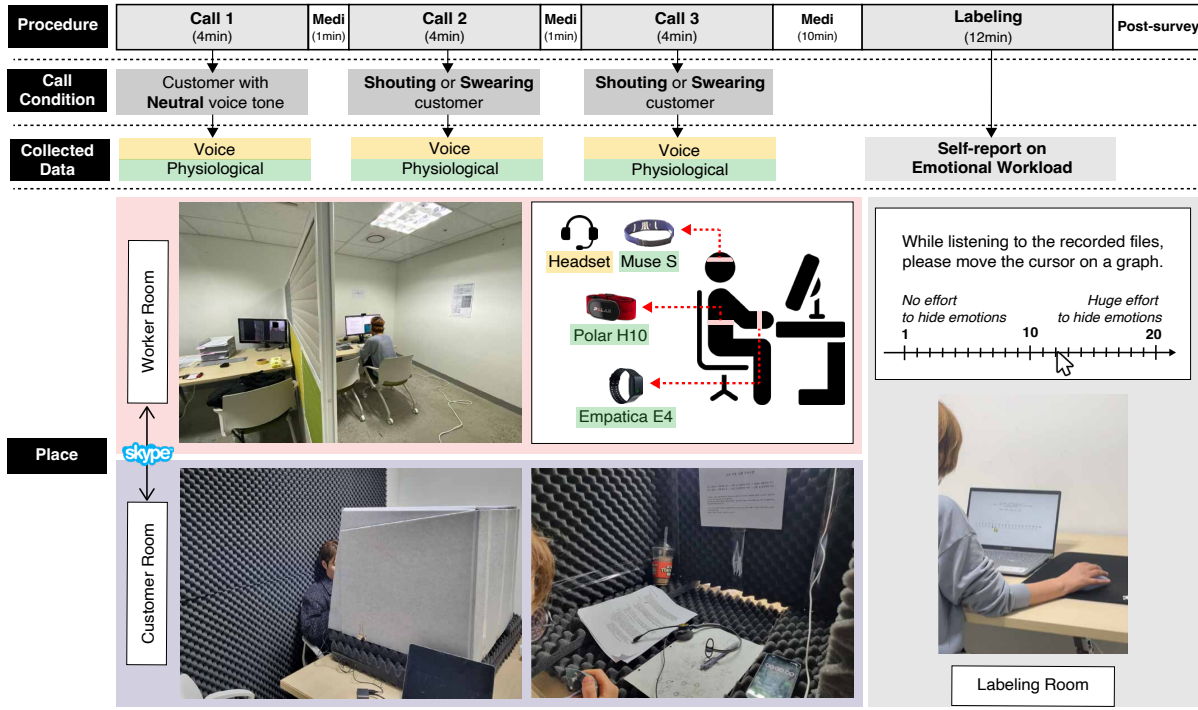 Procedure
Call 1
(4min)
Medi
(1min)
Call 2
(4min)
Medi
(1min)
Call 3
(4min)
Medi
(10min)
Labeling
(12min)
Post-survey
Call
Condition
Customer with
Neutral voice tone
Shouting or Swearing
customer
Shouting or Swearing
customer
Collected
Data
Voice
Physiological
Voice
Physiological
Voice
Physiological
Self-report on
Emotional Workload
Place
Worker Room
skype
Customer Room
Headset
Muse S
Polar H10
Empatica E4
While listening to the recorded files,
please move the cursor on a graph.
No effort
to hide emotions
Huge effort
to hide emotions
1
10
20
Labeling Room